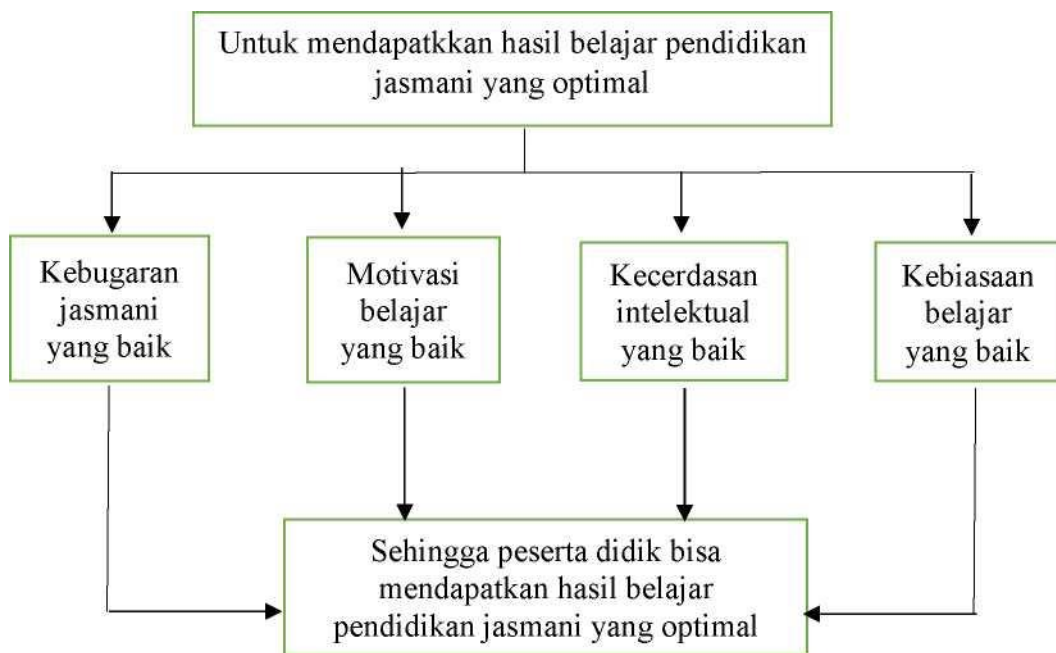 Untuk mendapatkkan hasil belajar pendidikan
jasmani yang optimal
Kebugaran
jasmani
yang baik
Motivasi
belajar
yang baik
Kecerdasan
intelektual
yang baik
Kebiasaan
belajar
yang baik
Sehingga peserta didik bisa
mendapatkan hasil belajar
pendidikan jasmani yang optimal